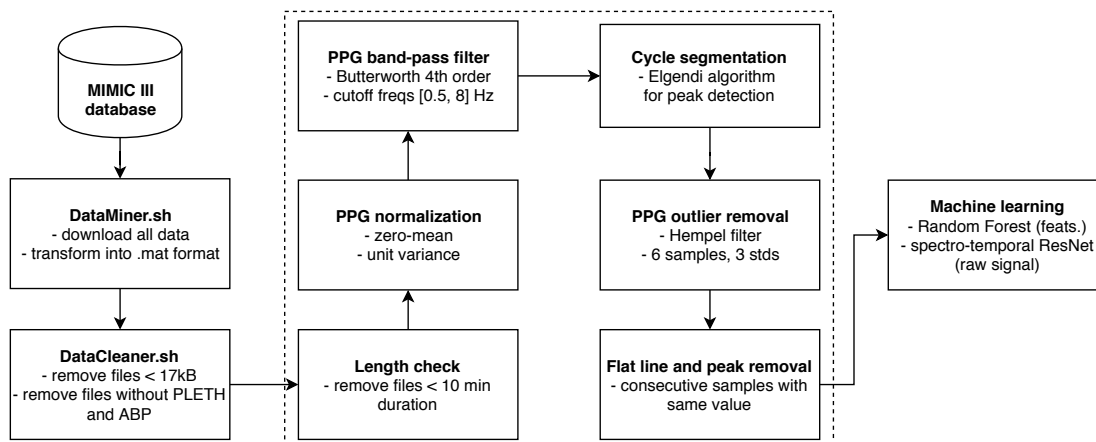 MIMIC III
database
DataMiner.sh
- download all data
- transform into .mat format
DataCleaner.sh
- remove files < 17kB
- remove files without PLETH
and ABP
Length check
- remove files < 10 min
duration
PPG normalization
- zero-mean
- unit variance
PPG band-pass filter
- Butterworth 4th order
- cutoff freqs [0.5, 8] Hz
Cycle segmentation
- Elgendi algorithm
for peak detection
PPG outlier removal
- Hempel filter
- 6 samples, 3 stds
Flat line and peak removal
- consecutive samples with
same value
Machine learning
- Random Forest (feats.)
- spectro-temporal ResNet
(raw signal)